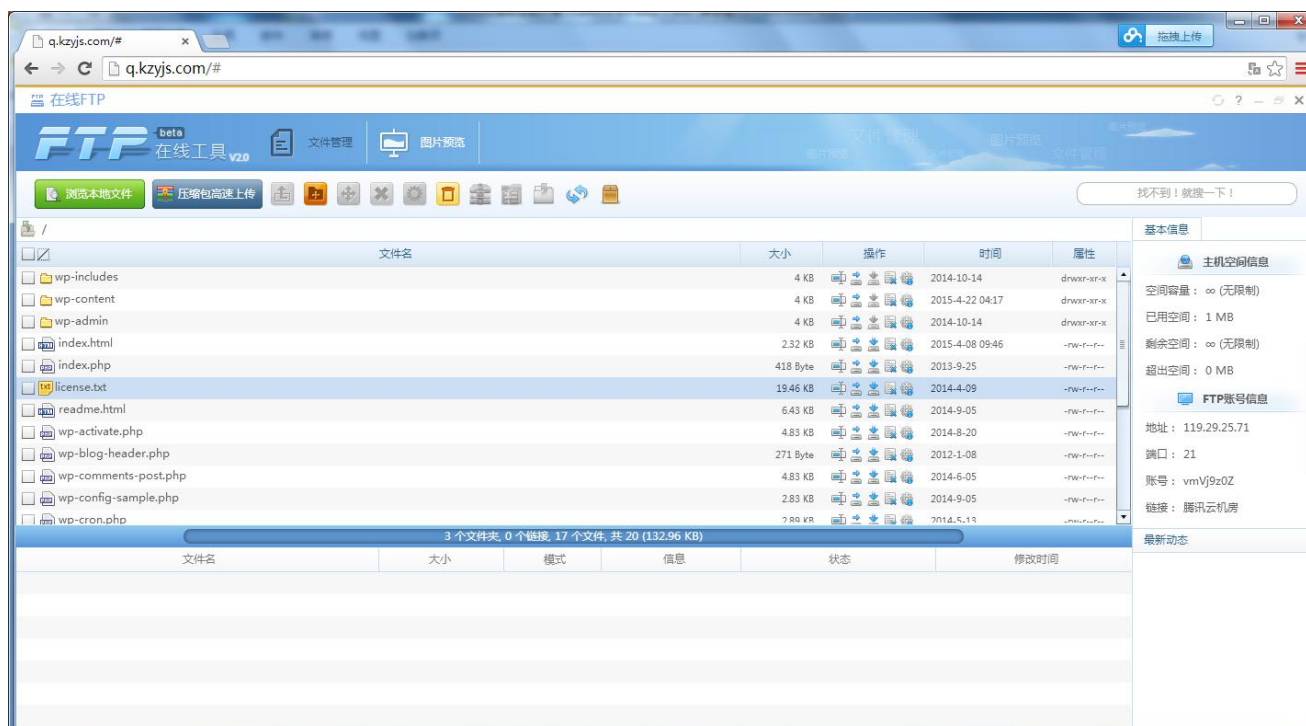 q.kzyjs.com/#
拖拽上传
q.kzyjs.com/#
在线FTP
FTP beta 在线工具 V2.0 文件管理 图片预览
浏览本地文件 压缩包高速上传 找不到！就搜一下！
/ 基本信息
文件名 大小 操作 时间 属性
主机空间信息
wp-includes 4 KB 2014-10-14 drwxr-xr-x
空间容量： ∞ (无限制)
wp-content 4 KB 2015-4-22 04:17 drwxr-xr-x
已用空间： 1 MB
wp-admin 4 KB 2014-10-14 drwxr-xr-x
index.html 2.32 KB 2015-4-08 09:46 -rw-r--r--
剩余空间： ∞ (无限制)
index.php 418 Byte 2013-9-25 -rw-r--r--
超出空间： 0 MB
license.txt 19.46 KB 2014-4-09 -rw-r--r--
FTP账号信息
readme.html 6.43 KB 2014-9-05 -rw-r--r--
地址： 119.29.25.71
wp-activate.php 4.83 KB 2014-8-20 -rw-r--r--
端口： 21
wp-blog-header.php 271 Byte 2012-1-08 -rw-r--r--
wp-comments-post.php 4.83 KB 2014-6-05 -rw-r--r--
账号： vmVj9z0Z
wp-config-sample.php 2.83 KB 2014-9-05 -rw-r--r--
链接： 腾讯云机房
wp-cron.php 2.89 KB 2014-5-13 -rw-r--r--
3 个文件夹, 0 个链接, 17 个文件, 共 20 (132.96 KB)
最新动态
文件名 大小 模式 信息 状态 修改时间